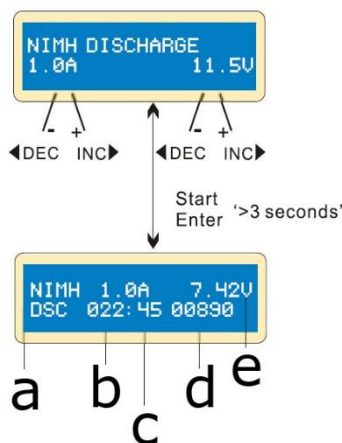 NIMH DISCHARGE
1.0A 11.5V
- + - +
◀DEC INC▶ ◀DEC INC▶
Start
Enter '>3 seconds'
NIMH 1.0A 7.42V
DSC 022:45 00890
a b c d e